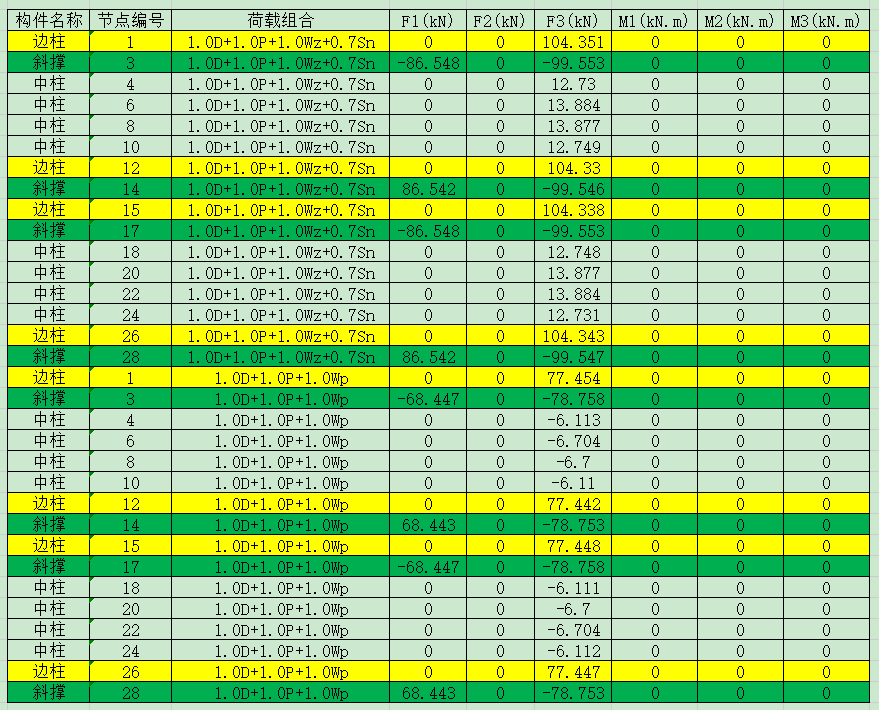 构件名称 节点编号 荷载组合 F1(kN) F2(kN) F3(kN) M1(kN.m) M2(kN.m) M3(kN.m)
边柱 1 1.0D+1.0P+1.0Wz+0.7Sn 0 0 104.351 0 0 0
斜撑 3 1.0D+1.0P+1.0Wz+0.7Sn -86.548 0 -99.553 0 0 0
中柱 4 1.0D+1.0P+1.0Wz+0.7Sn 0 0 12.73 0 0 0
中柱 6 1.0D+1.0P+1.0Wz+0.7Sn 0 0 13.884 0 0 0
中柱 8 1.0D+1.0P+1.0Wz+0.7Sn 0 0 13.877 0 0 0
中柱 10 1.0D+1.0P+1.0Wz+0.7Sn 0 0 12.749 0 0 0
边柱 12 1.0D+1.0P+1.0Wz+0.7Sn 0 0 104.33 0 0 0
斜撑 14 1.0D+1.0P+1.0Wz+0.7Sn 86.542 0 -99.546 0 0 0
边柱 15 1.0D+1.0P+1.0Wz+0.7Sn 0 0 104.338 0 0 0
斜撑 17 1.0D+1.0P+1.0Wz+0.7Sn -86.548 0 -99.553 0 0 0
中柱 18 1.0D+1.0P+1.0Wz+0.7Sn 0 0 12.748 0 0 0
中柱 20 1.0D+1.0P+1.0Wz+0.7Sn 0 0 13.877 0 0 0
中柱 22 1.0D+1.0P+1.0Wz+0.7Sn 0 0 13.884 0 0 0
中柱 24 1.0D+1.0P+1.0Wz+0.7Sn 0 0 12.731 0 0 0
边柱 26 1.0D+1.0P+1.0Wz+0.7Sn 0 0 104.343 0 0 0
斜撑 28 1.0D+1.0P+1.0Wz+0.7Sn 86.542 0 -99.547 0 0 0
边柱 1 1.0D+1.0P+1.0Wp 0 0 77.454 0 0 0
斜撑 3 1.0D+1.0P+1.0Wp -68.447 0 -78.758 0 0 0
中柱 4 1.0D+1.0P+1.0Wp 0 0 -6.113 0 0 0
中柱 6 1.0D+1.0P+1.0Wp 0 0 -6.704 0 0 0
中柱 8 1.0D+1.0P+1.0Wp 0 0 -6.7 0 0 0
中柱 10 1.0D+1.0P+1.0Wp 0 0 -6.11 0 0 0
边柱 12 1.0D+1.0P+1.0Wp 0 0 77.442 0 0 0
斜撑 14 1.0D+1.0P+1.0Wp 68.443 0 -78.753 0 0 0
边柱 15 1.0D+1.0P+1.0Wp 0 0 77.448 0 0 0
斜撑 17 1.0D+1.0P+1.0Wp -68.447 0 -78.758 0 0 0
中柱 18 1.0D+1.0P+1.0Wp 0 0 -6.111 0 0 0
中柱 20 1.0D+1.0P+1.0Wp 0 0 -6.7 0 0 0
中柱 22 1.0D+1.0P+1.0Wp 0 0 -6.704 0 0 0
中柱 24 1.0D+1.0P+1.0Wp 0 0 -6.112 0 0 0
边柱 26 1.0D+1.0P+1.0Wp 0 0 77.447 0 0 0
斜撑 28 1.0D+1.0P+1.0Wp 68.443 0 -78.753 0 0 0